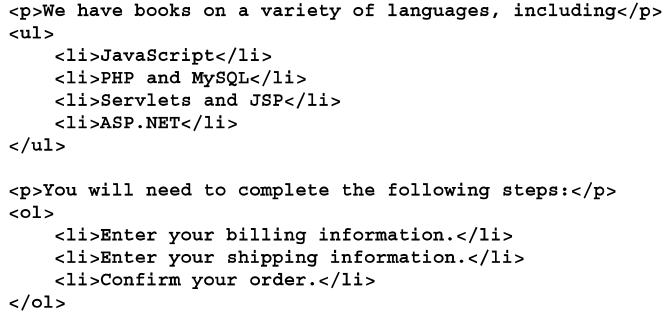 <p>We have books on a variety of languages, including</p>
<ul>
    <li>JavaScript</li>
    <li>PHP and MySQL</li>
    <li>Servlets and JSP</li>
    <li>ASP.NET</li>
</ul>

<p>You will need to complete the following steps:</p>
<ol>
    <li>Enter your billing information.</li>
    <li>Enter your shipping information.</li>
    <li>Confirm your order.</li>
</ol>